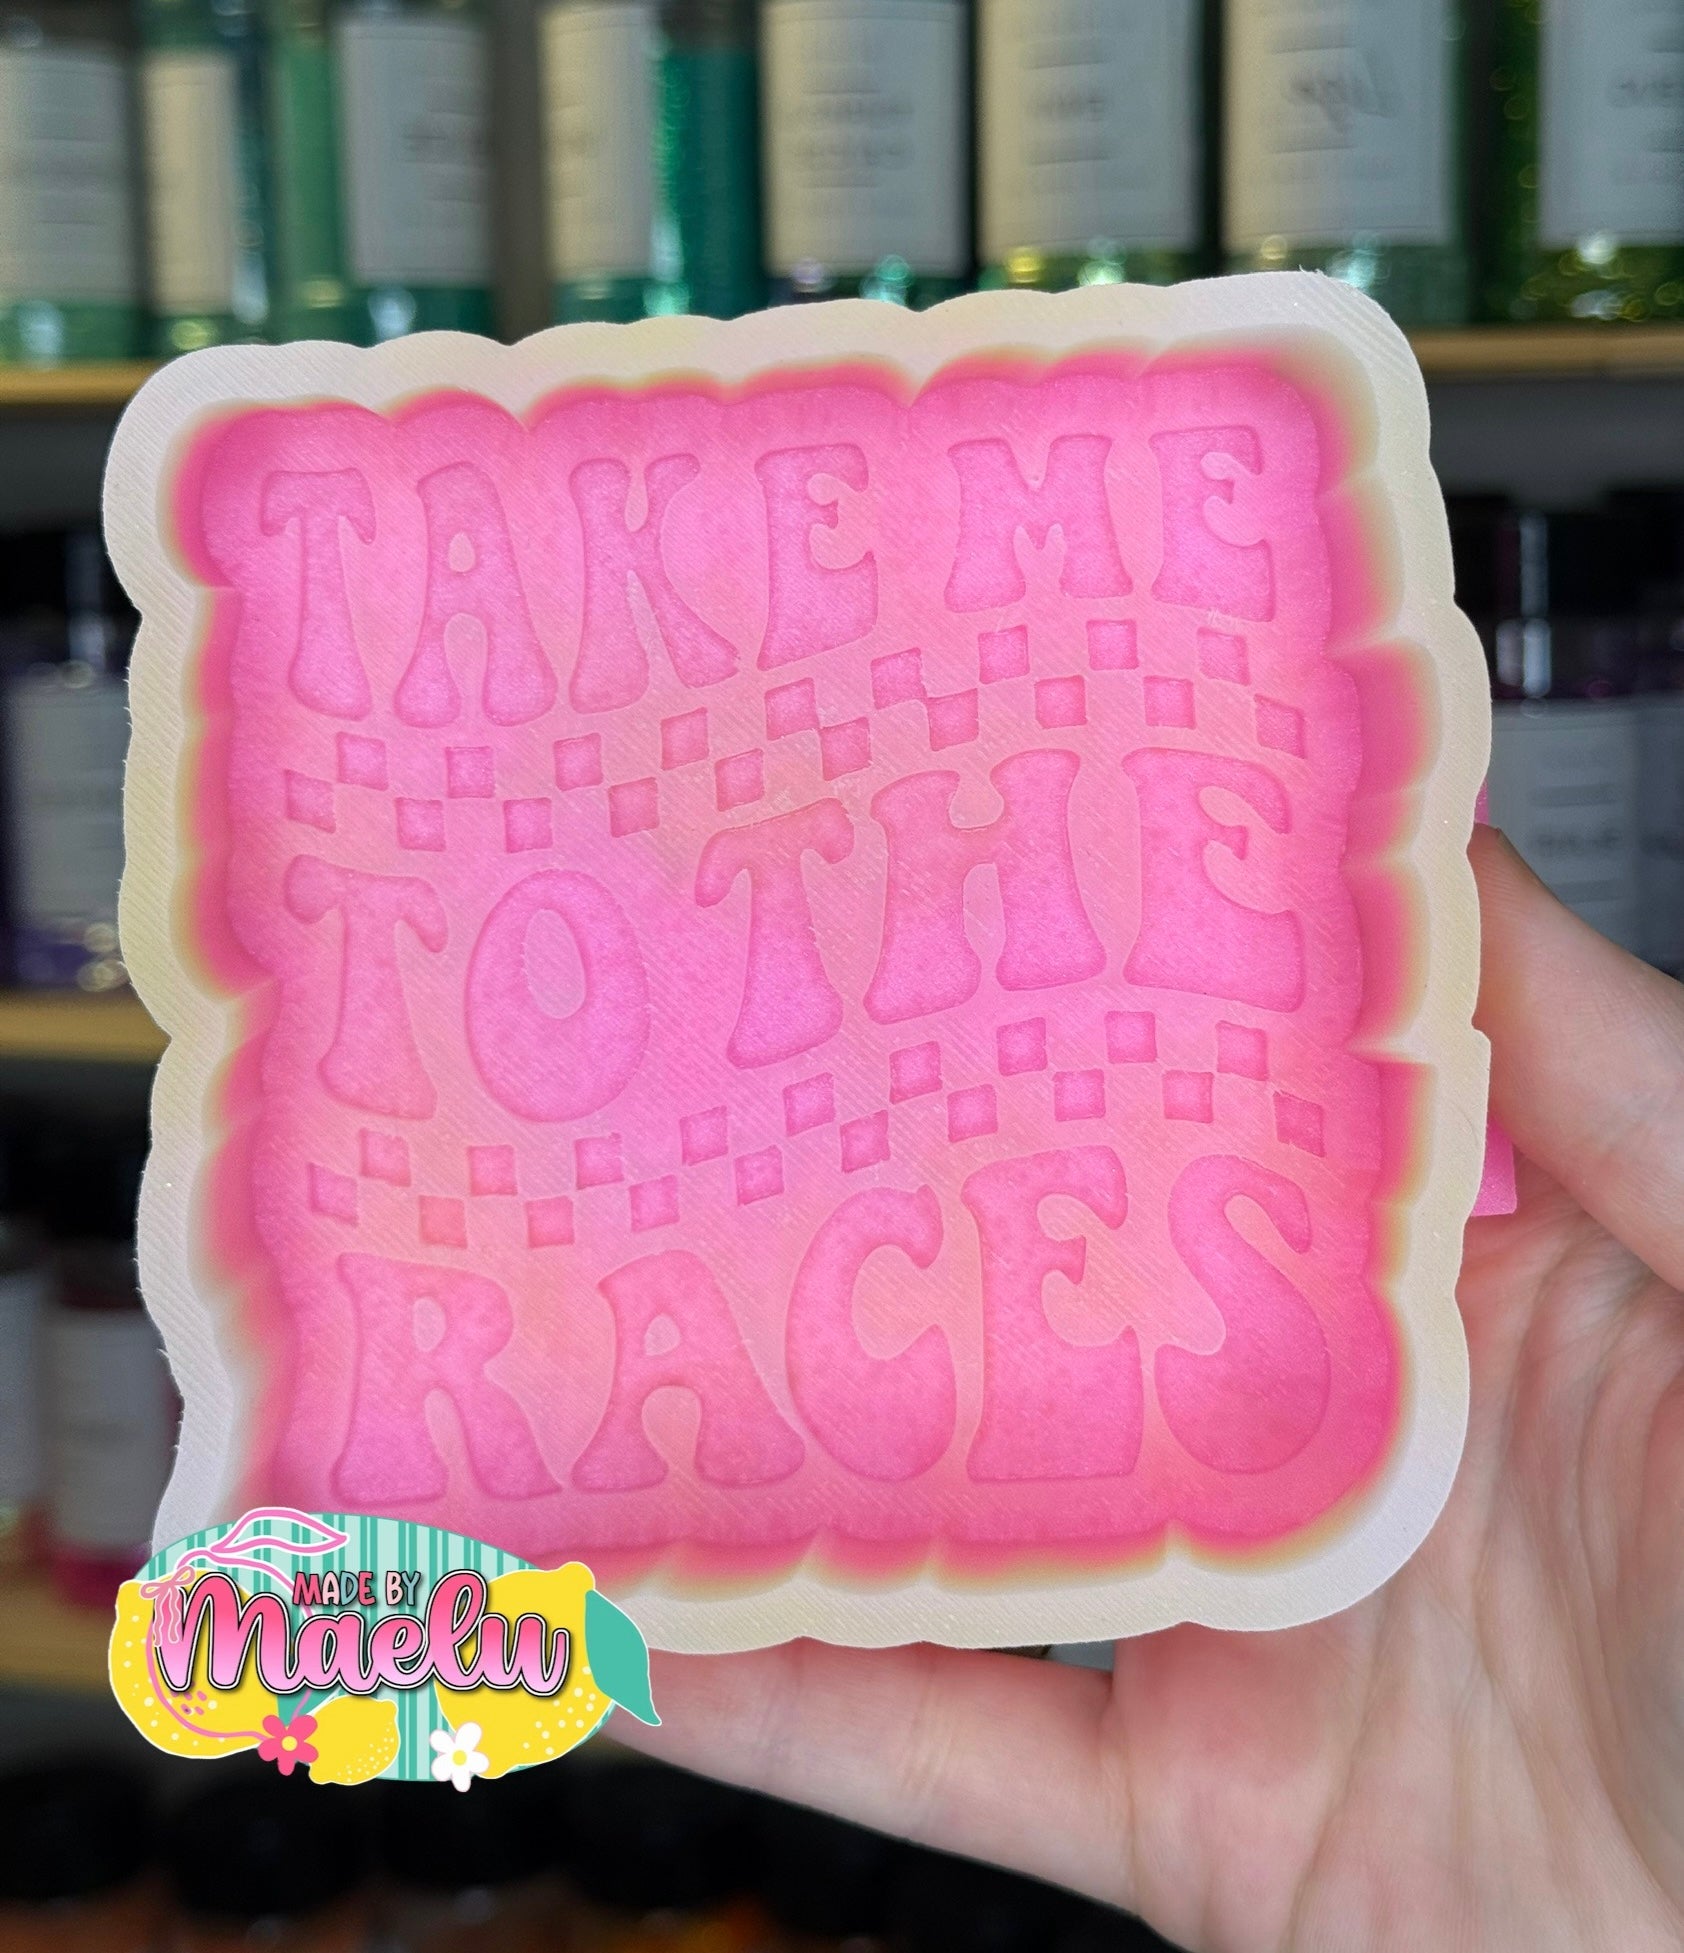 TAKE ME
TO THE
RACES
MADE BY
Maelu